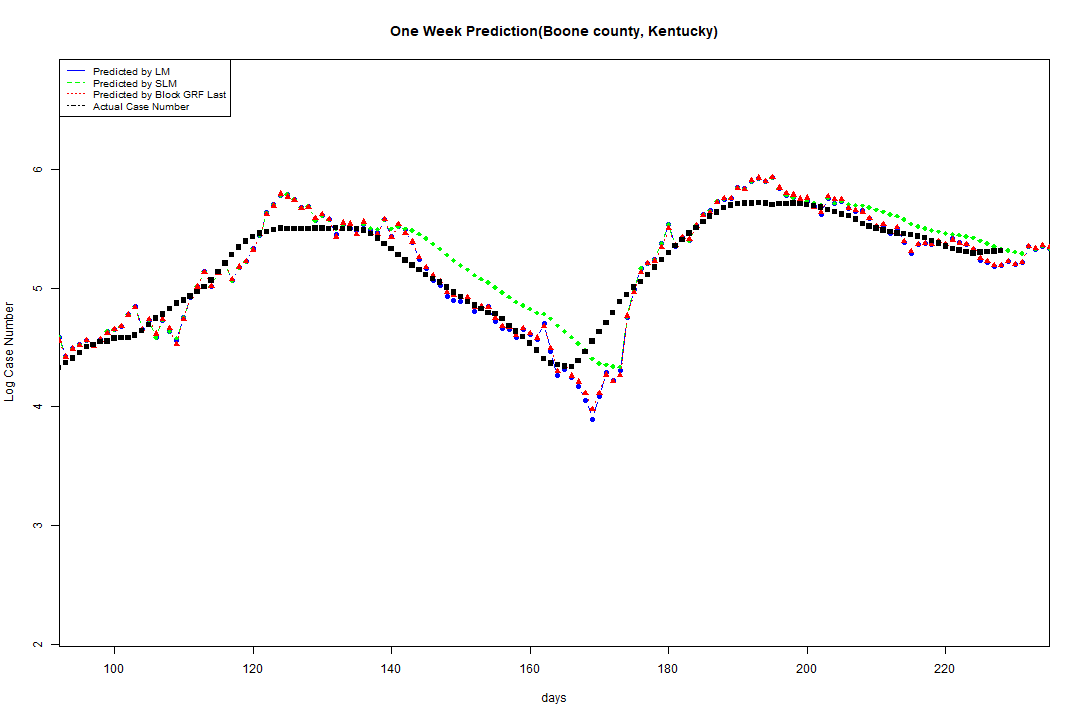 One Week Prediction(Boone county, Kentucky)
Predicted by LM
Predicted by SLM
Predicted by Block GRF Last
Actual Case Number
6
5
4
3
2
Log Case Number
100 120 140 160 180 200 220
days